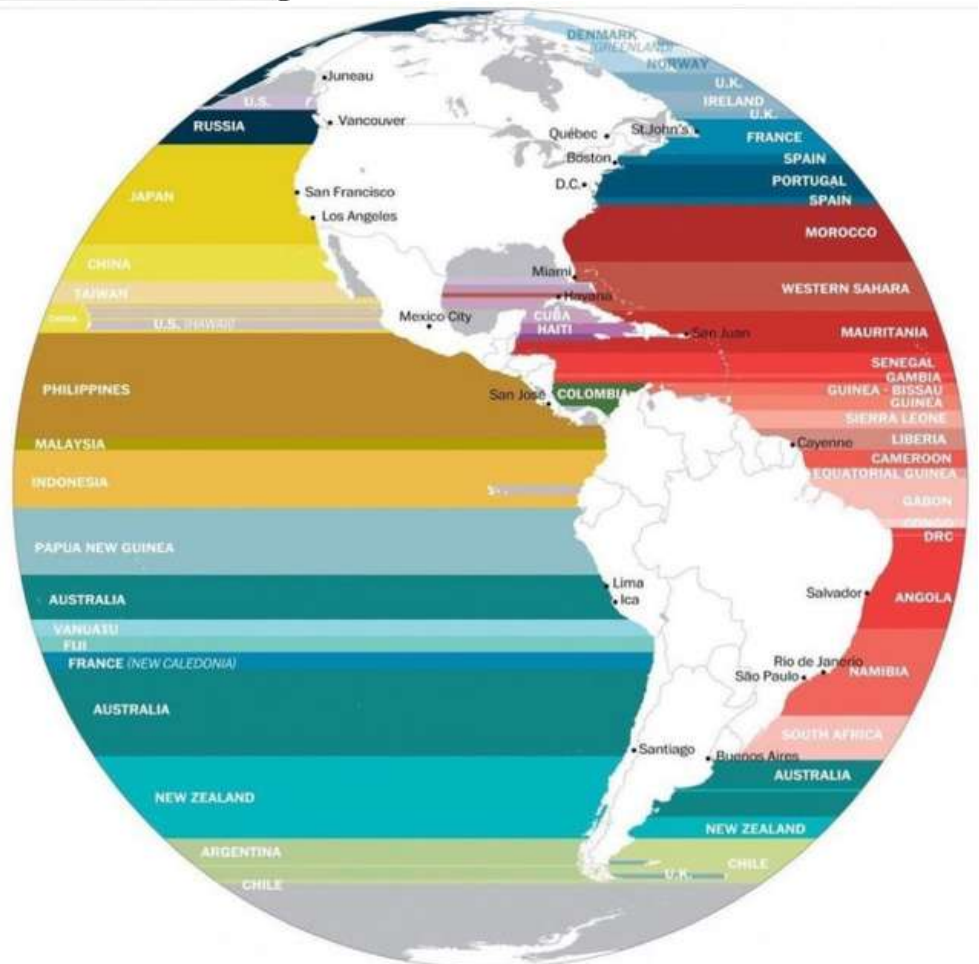 DENMARK
(GREENLAND)
NORWAY
U.K.
IRELAND
U.K.
FRANCE
SPAIN
PORTUGAL
SPAIN
MOROCCO
WESTERN SAHARA
MAURITANIA
SENEGAL
GAMBIA
GUINEA - BISSAU
GUINEA
SIERRA LEONE
LIBERIA
CAMEROON
EQUATORIAL GUINEA
GABON
CONGO
DRC
ANGOLA
NAMIBIA
SOUTH AFRICA
AUSTRALIA
NEW ZEALAND
CHILE
U.K.
U.S.
RUSSIA
JAPAN
CHINA
TAIWAN
CHINA
U.S. (HAWAII)
PHILIPPINES
MALAYSIA
INDONESIA
PAPUA NEW GUINEA
AUSTRALIA
VANUATU
FIJI
FRANCE (NEW CALEDONIA)
AUSTRALIA
NEW ZEALAND
ARGENTINA
CHILE
Juneau
Vancouver
Québec
St.John's
Boston
D.C.
San Francisco
Los Angeles
Miami
Havana
Mexico City
CUBA
HAITI
San Juan
San José
COLOMBIA
Cayenne
Lima
Ica
Salvador
Rio de Janerio
São Paulo
Santiago
Buenos Aires